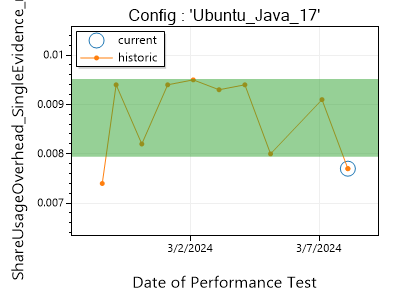 Config : 'Ubuntu_Java_17'
current
historic
0.01
0.009
0.008
0.007
ShareUsageOverhead_SingleEvidence_
3/2/2024
3/7/2024
Date of Performance Test